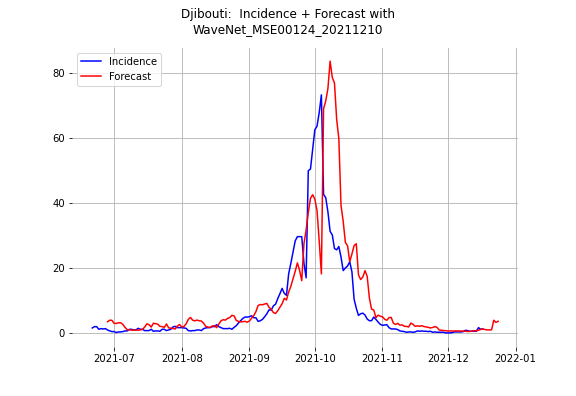 Djibouti:  Incidence + Forecast with
WaveNet_MSE00124_20211210
Incidence
Forecast
80
60
40
20
0
2021-07 2021-08 2021-09 2021-10 2021-11 2021-12 2022-01